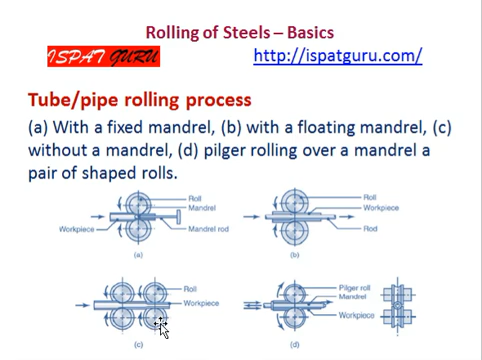 Rolling of Steels – Basics
ISPAT GURU
http://ispatguru.com/
Tube/pipe rolling process
(a) With a fixed mandrel, (b) with a floating mandrel, (c)
without a mandrel, (d) pilger rolling over a mandrel a
pair of shaped rolls.
Roll
Mandrel
Workpiece
Mandrel rod
(a)
Roll
Workpiece
Rod
(b)
Roll
Workpiece
(c)
Pilger roll
Mandrel
Workpiece
(d)